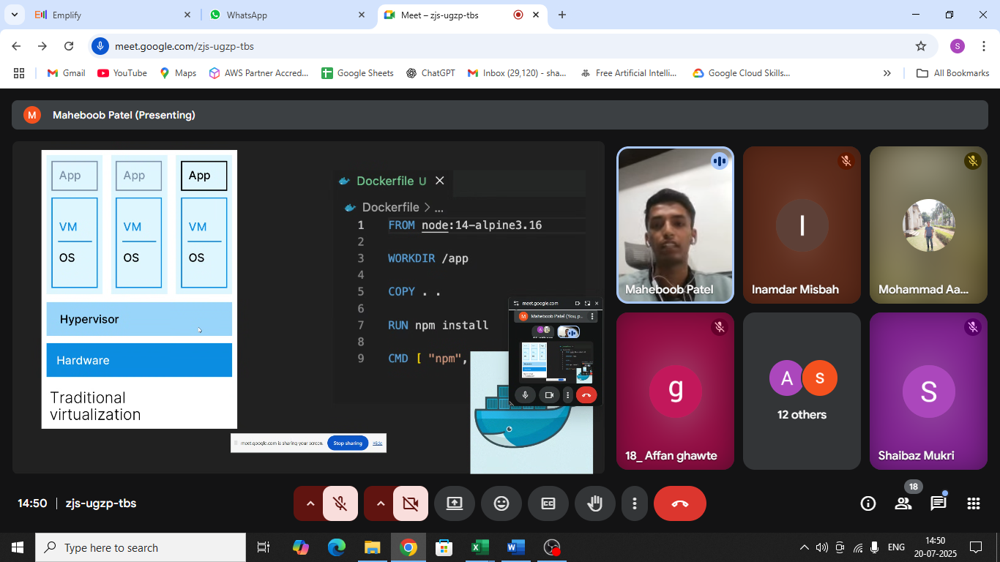 Emplify
WhatsApp
Meet – zjs-ugzp-tbs
meet.google.com/zjs-ugzp-tbs
S
Gmail
YouTube
Maps
AWS Partner Accred...
Google Sheets
ChatGPT
Inbox (29,120) - sha...
Free Artificial Intelli...
Google Cloud Skills...
All Bookmarks
M
Maheboob Patel (Presenting)
App
App
App
VM
VM
VM
OS
OS
OS
Hypervisor
Hardware
Traditional
virtualization
Dockerfile U
Dockerfile > ...
1 FROM node:14-alpine3.16
2
3 WORKDIR /app
4
5 COPY . .
6
7 RUN npm install
8
9 CMD [ "npm",
meet.google.com
M Maheboob Patel (You, p...
meet.google.com is sharing your screen.
Stop sharing
Hide
Maheboob Patel
I
Inamdar Misbah
Mohammad Aa...
g
18_ Affan ghawte
A
S
12 others
S
Shaibaz Mukri
14:50
zjs-ugzp-tbs
CC
18
Type here to search
ENG
14:50
20-07-2025